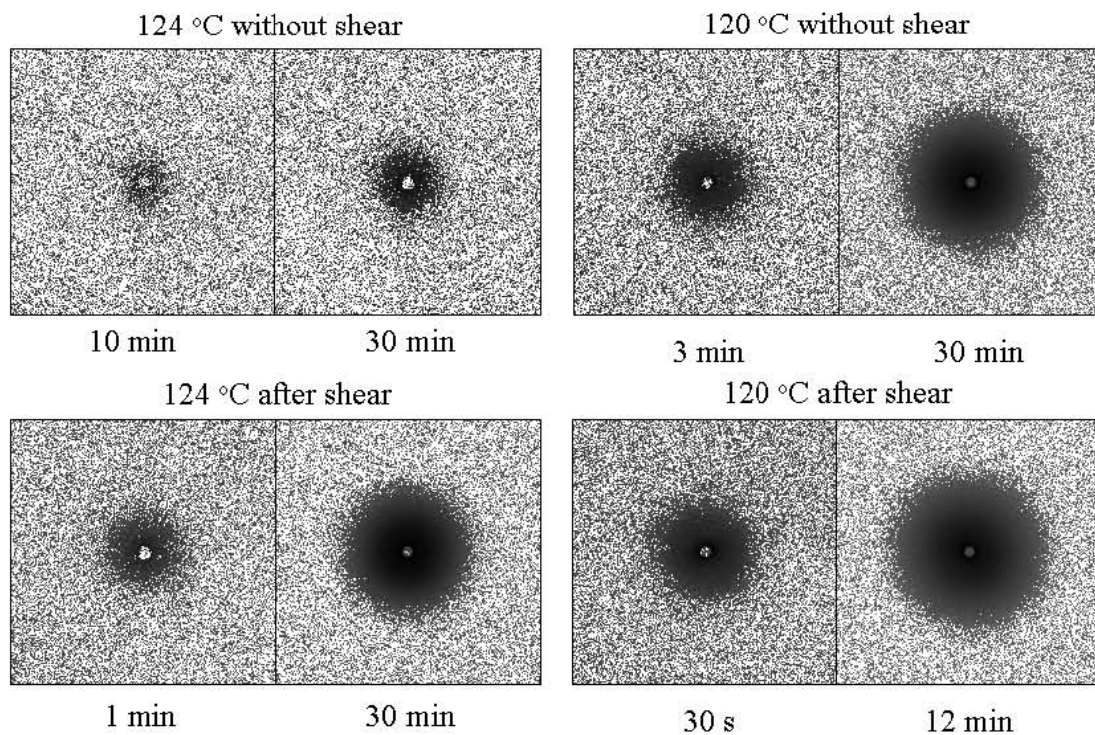 124 °C without shear
120 °C without shear
10 min
30 min
3 min
30 min
124 °C after shear
120 °C after shear
1 min
30 min
30 s
12 min